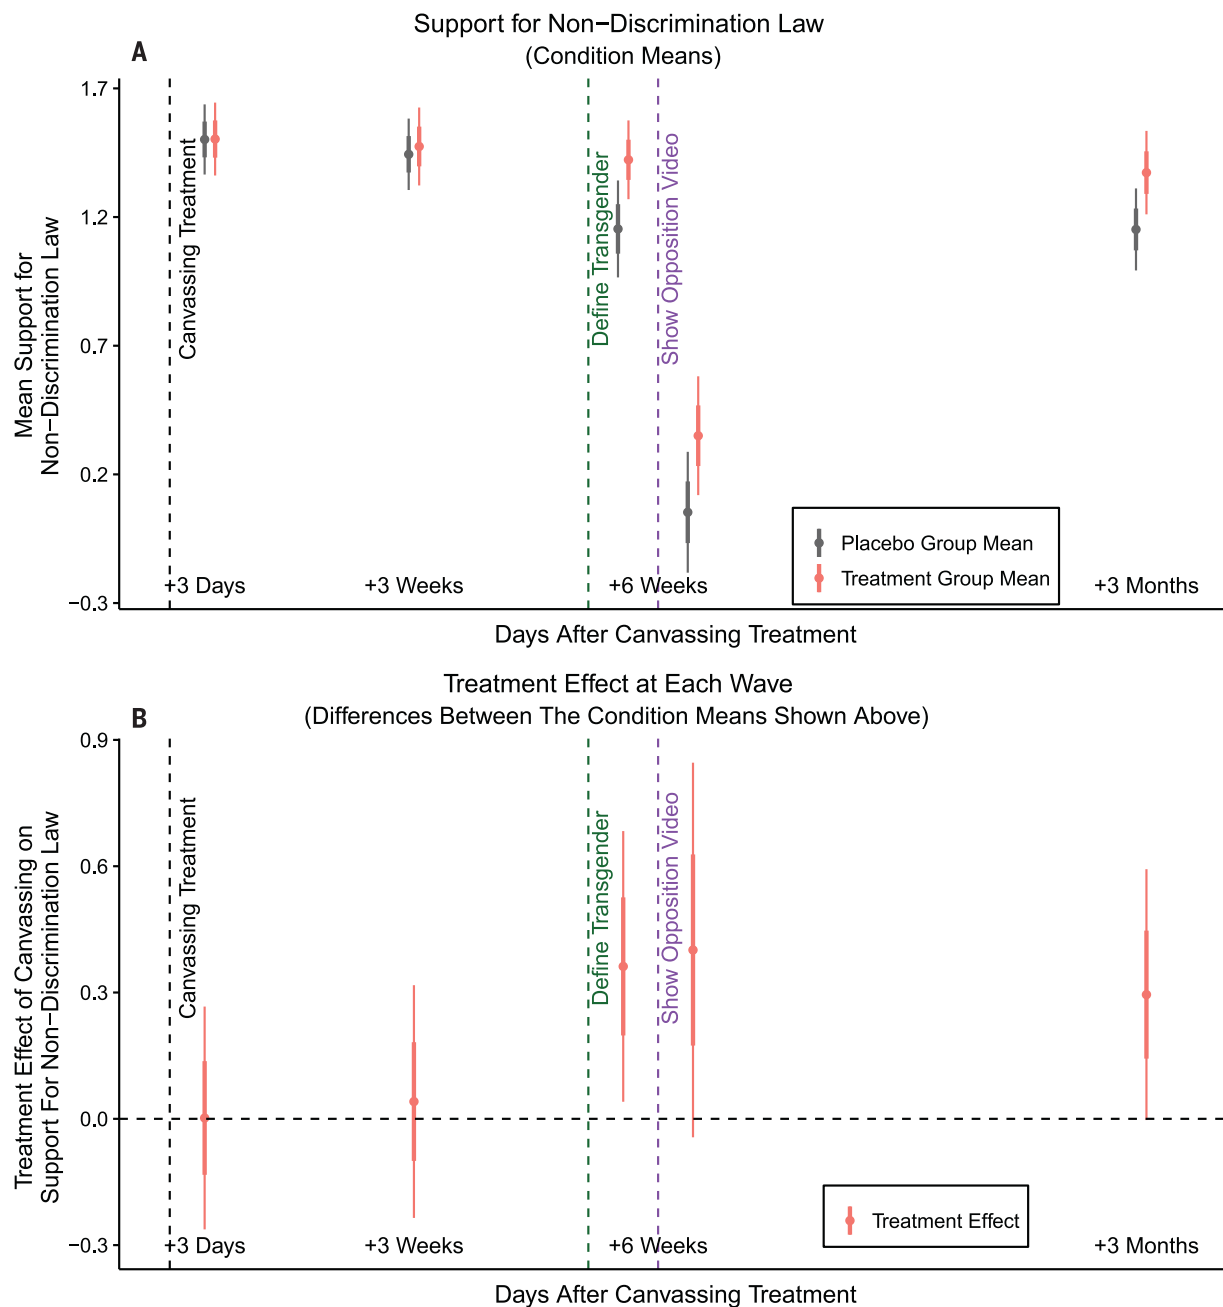 Support for Non−Discrimination Law
(Condition Means)
A
1.7
1.2
0.7
0.2
−0.3
Mean Support for
Non−Discrimination Law
Canvassing Treatment
Define Transgender
Show Opposition Video
Placebo Group Mean
Treatment Group Mean
+3 Days
+3 Weeks
+6 Weeks
+3 Months
Days After Canvassing Treatment
Treatment Effect at Each Wave
(Differences Between The Condition Means Shown Above)
B
0.9
0.6
0.3
0.0
−0.3
Treatment Effect of Canvassing on
Support For Non−Discrimination Law
Canvassing Treatment
Define Transgender
Show Opposition Video
Treatment Effect
+3 Days
+3 Weeks
+6 Weeks
+3 Months
Days After Canvassing Treatment